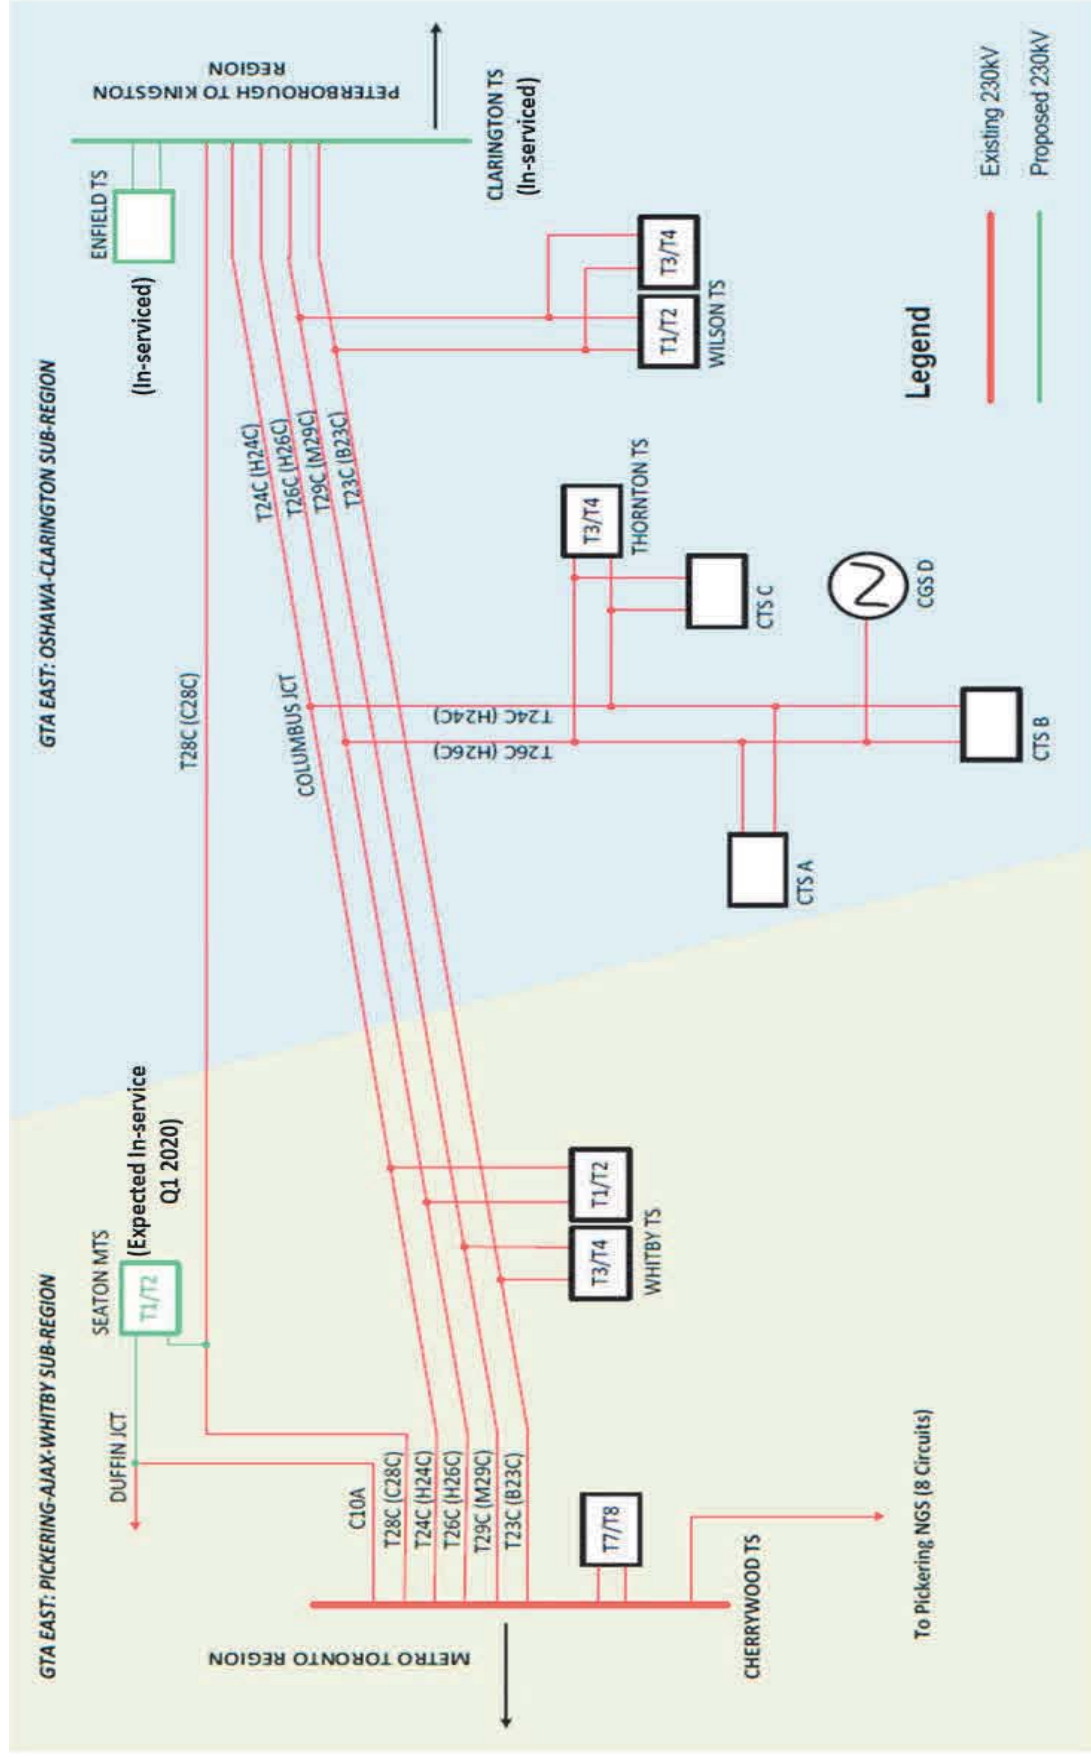 GTA EAST: PICKERING-AJAX-WHITBY SUB-REGION
GTA EAST: OSHAWA-CLARINGTON SUB-REGION
SEATON MTS
T1/T2
(Expected In-service
Q1 2020)
DUFFIN JCT
ENFIELD TS
(In-serviced)
PETERBOROUGH TO KINGSTON
REGION
T28C (C28C)
METRO TORONTO REGION
C10A
T28C (C28C)
T24C (H24C)
T26C (H26C)
T29C (M29C)
T23C (B23C)
COLUMBUS JCT
T24C (H24C)
T26C (H26C)
T29C (M29C)
T23C (B23C)
CLARINGTON TS
(In-serviced)
T26C (H26C)
T24C (H24C)
T7/T8
T3/T4
T1/T2
WHITBY TS
T3/T4
THORNTON TS
T1/T2
T3/T4
WILSON TS
CHERRYWOOD TS
CTS A
CTS C
CGS D
CTS B
To Pickering NGS (8 Circuits)
Legend
Existing 230kV
Proposed 230kV